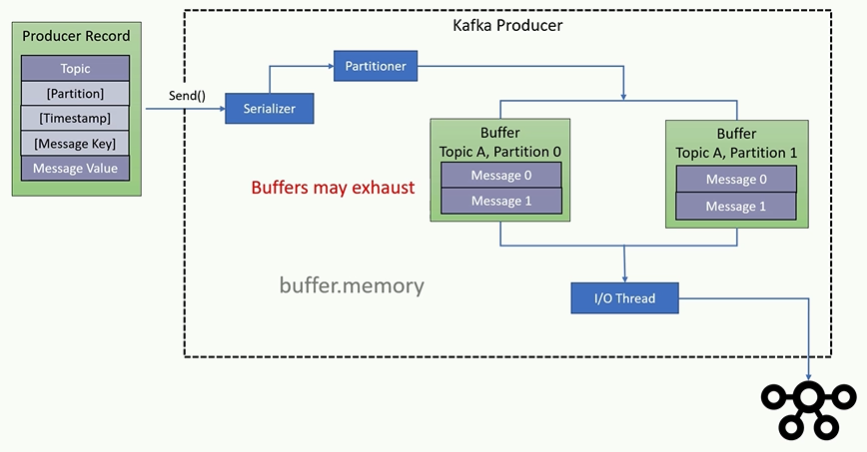 Producer Record
Topic
[Partition]
[Timestamp]
[Message Key]
Message Value
Send()
Kafka Producer
Serializer
Partitioner
Buffer
Topic A, Partition 0
Message 0
Message 1
Buffer
Topic A, Partition 1
Message 0
Message 1
Buffers may exhaust
buffer.memory
I/O Thread